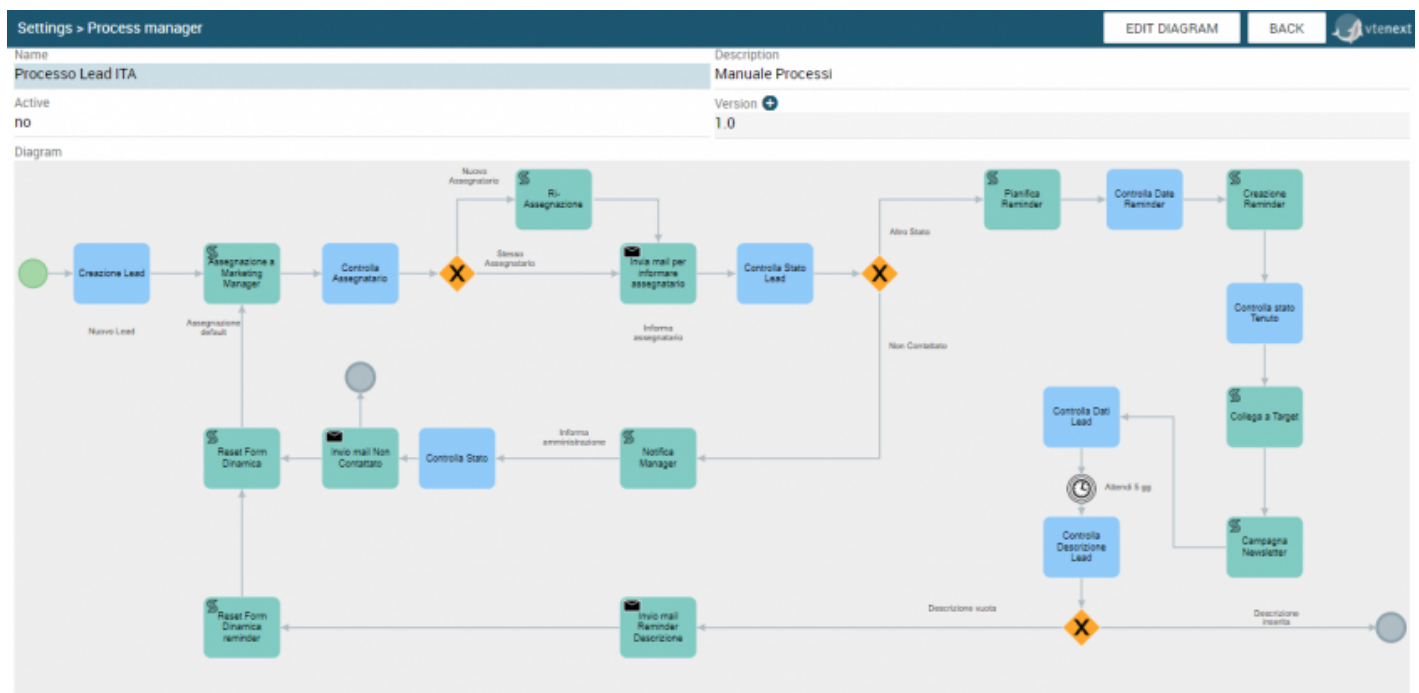 Settings > Process manager
EDIT DIAGRAM
BACK
vtenext
Name
Processo Lead ITA
Description
Manuale Processi
Active
no
Version
1.0
Diagram
Nuovo
Assegnatario
Ri-
Assegnazione
Pianifica
Reminder
Controlla Data
Reminder
Creazione
Reminder
Altro Stato
Creazione Lead
Assegnazione a
Marketing
Manager
Controlla
Assegnatario
X
Stesso
Assegnatario
Invia mail per
informare
assegnatario
Controlla Stato
Lead
X
Nuovo Lead
Assegnazione
default
Informa
assegnatario
Non Contattato
Controlla stato
Tenuto
Controlla Dati
Lead
Collega a Target
Reset Form
Dinamica
Invio mail Non
Contattato
Controlla Stato
Informa
amministrazione
Notifica
Manager
Attendi 5 gg
Controlla
Descrizione
Lead
Campagna
Newsletter
Reset Form
Dinamica
reminder
Invio mail
Reminder
Descrizione
Descrizione vuota
X
Descrizione
inserita